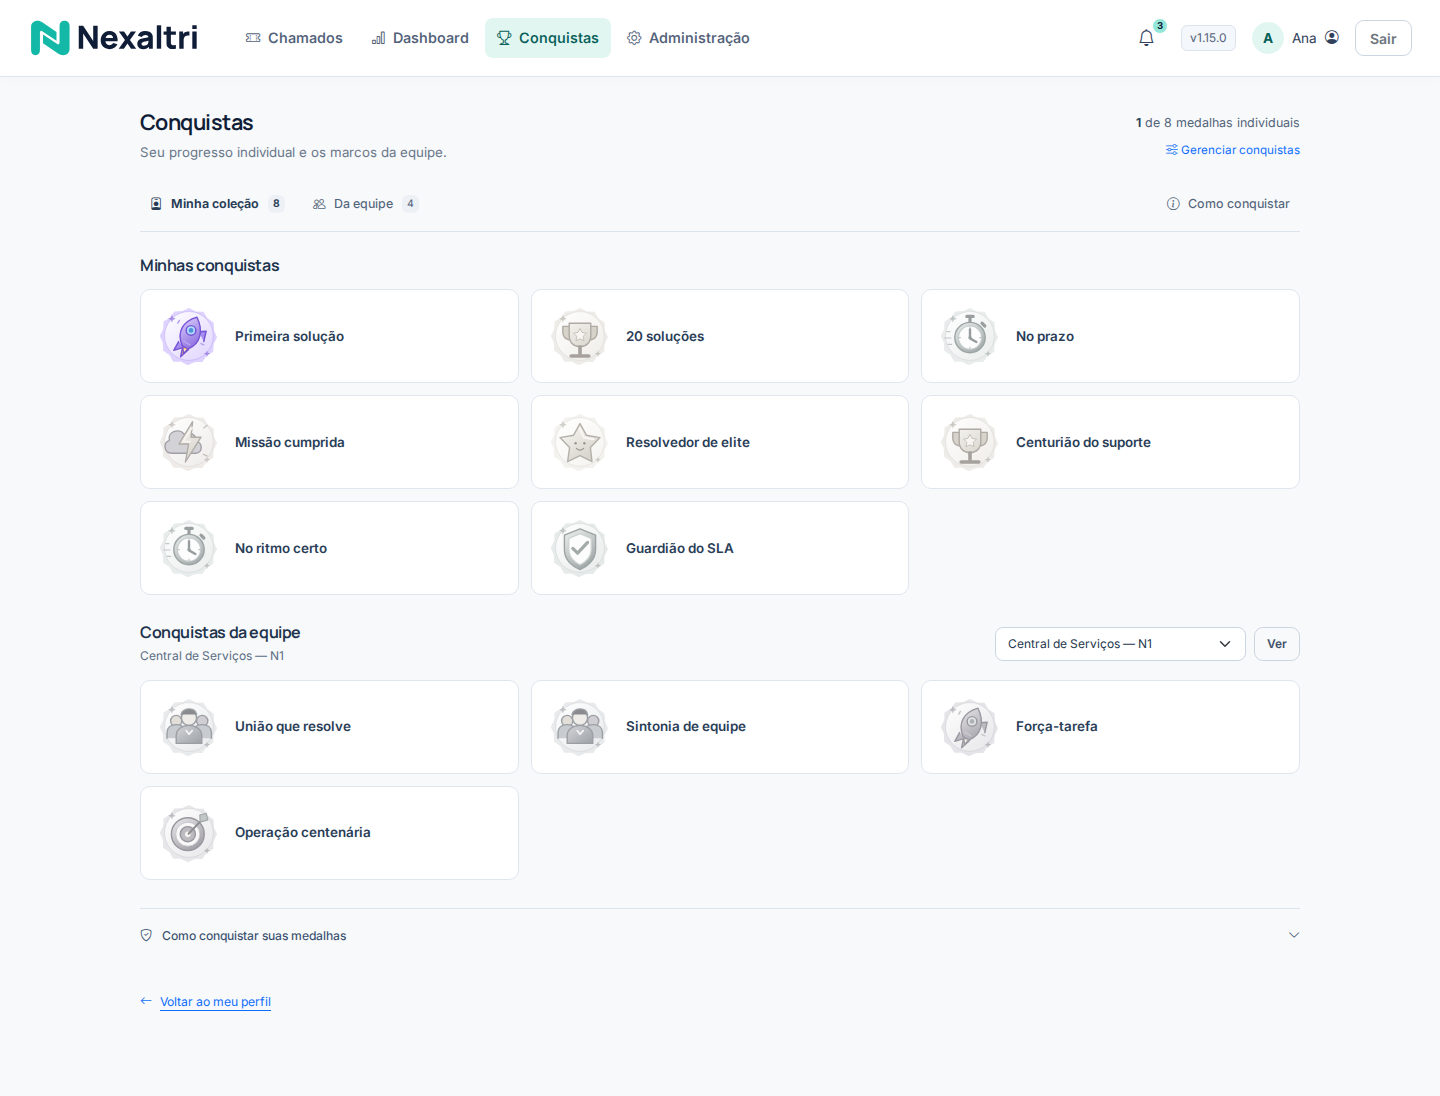 Nexaltri
Chamados
Dashboard
Conquistas
Administração
3
v1.15.0
A
Ana
Sair
Conquistas
1 de 8 medalhas individuais
Seu progresso individual e os marcos da equipe.
Gerenciar conquistas
Minha coleção 8
Da equipe 4
Como conquistar
Minhas conquistas
Primeira solução
20 soluções
No prazo
Missão cumprida
Resolvedor de elite
Centurião do suporte
No ritmo certo
Guardião do SLA
Conquistas da equipe
Central de Serviços — N1
Central de Serviços — N1
Ver
União que resolve
Sintonia de equipe
Força-tarefa
Operação centenária
Como conquistar suas medalhas
Voltar ao meu perfil